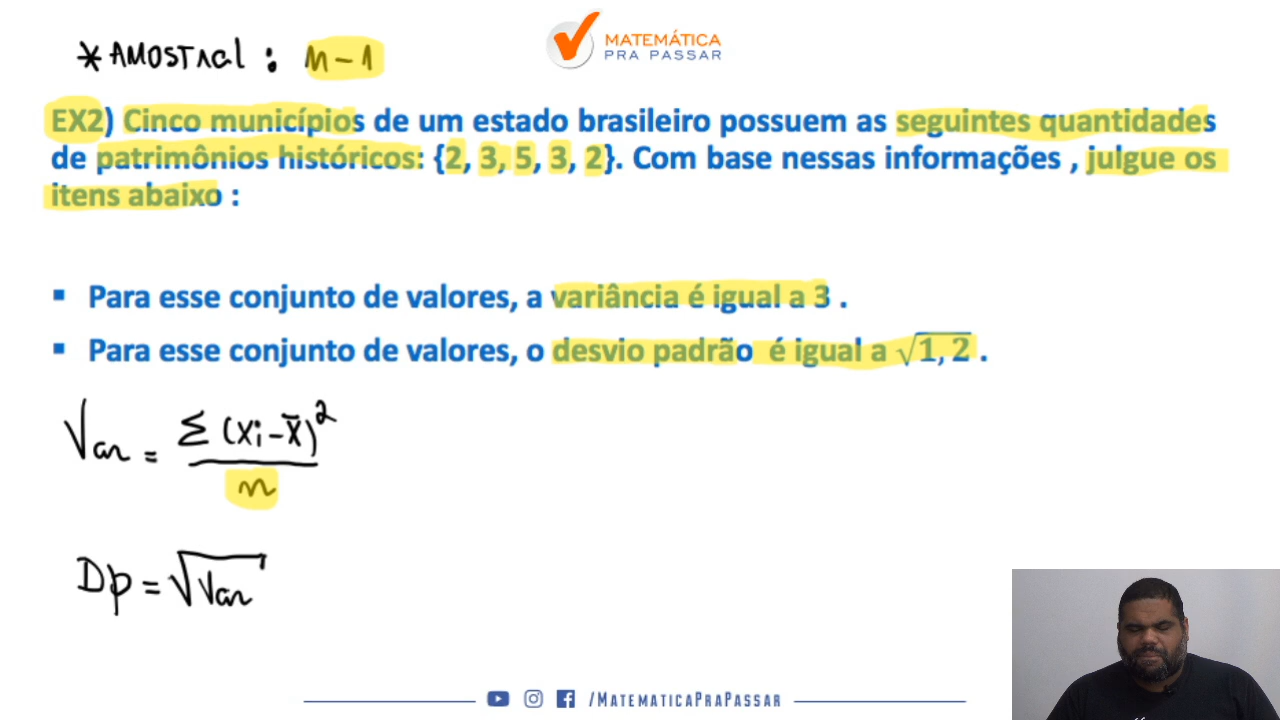 * AMOSTRAL : n - 1
MATEMÁTICA
PRA PASSAR
EX2) Cinco municípios de um estado brasileiro possuem as seguintes quantidades
de patrimônios históricos: {2, 3, 5, 3, 2}. Com base nessas informações , julgue os
itens abaixo :
▪ Para esse conjunto de valores, a variância é igual a 3 .
▪ Para esse conjunto de valores, o desvio padrão é igual a √1,2 .
Var = Σ (xi - x̄)²
n
Dp = √Var
/MATEMATICAPRAPASSAR